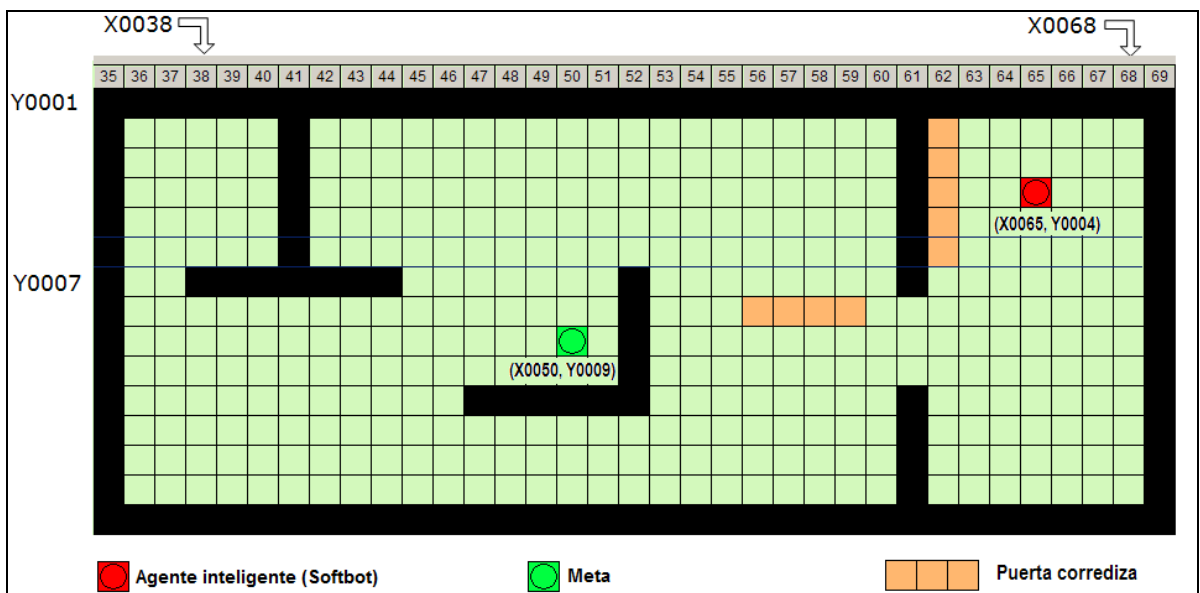 X0038 X0068
35 36 37 38 39 40 41 42 43 44 45 46 47 48 49 50 51 52 53 54 55 56 57 58 59 60 61 62 63 64 65 66 67 68 69
Y0001
(X0065, Y0004)
Y0007
(X0050, Y0009)
Agente inteligente (Softbot) Meta Puerta corrediza